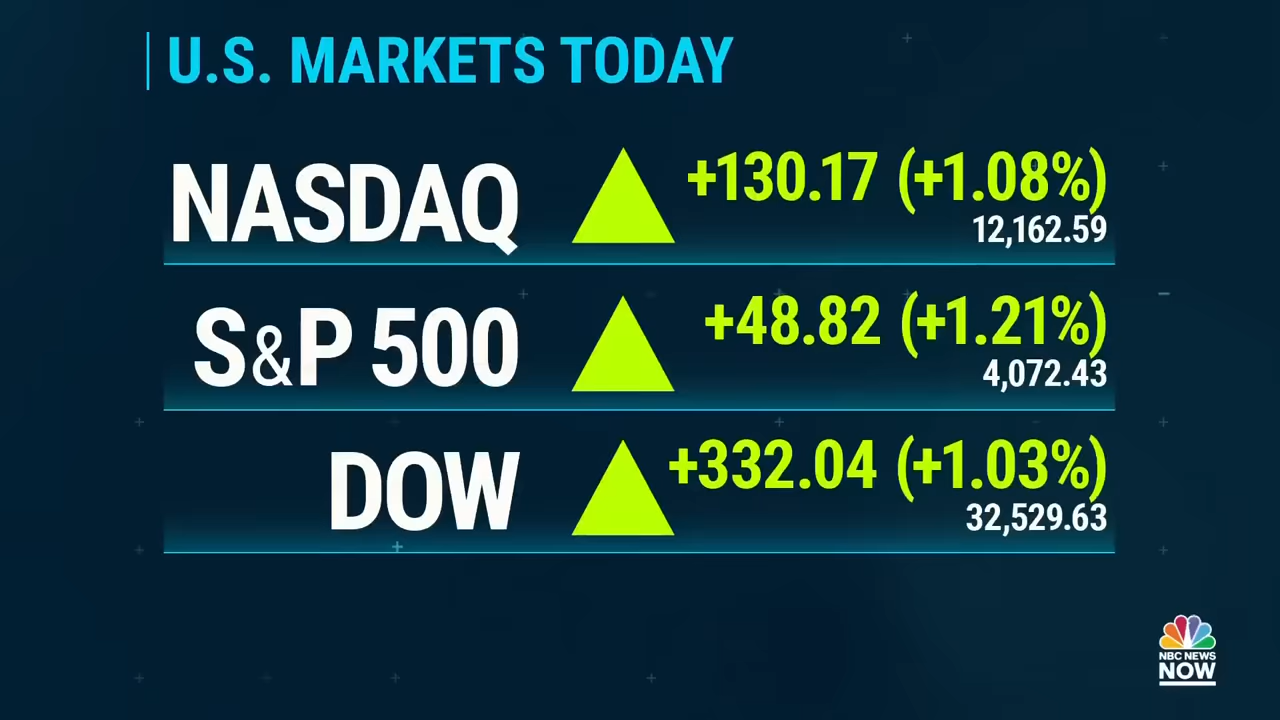 U.S. MARKETS TODAY
NASDAQ +130.17 (+1.08%)
12,162.59
S&P 500 +48.82 (+1.21%)
4,072.43
DOW +332.04 (+1.03%)
32,529.63
NBC NEWS
NOW